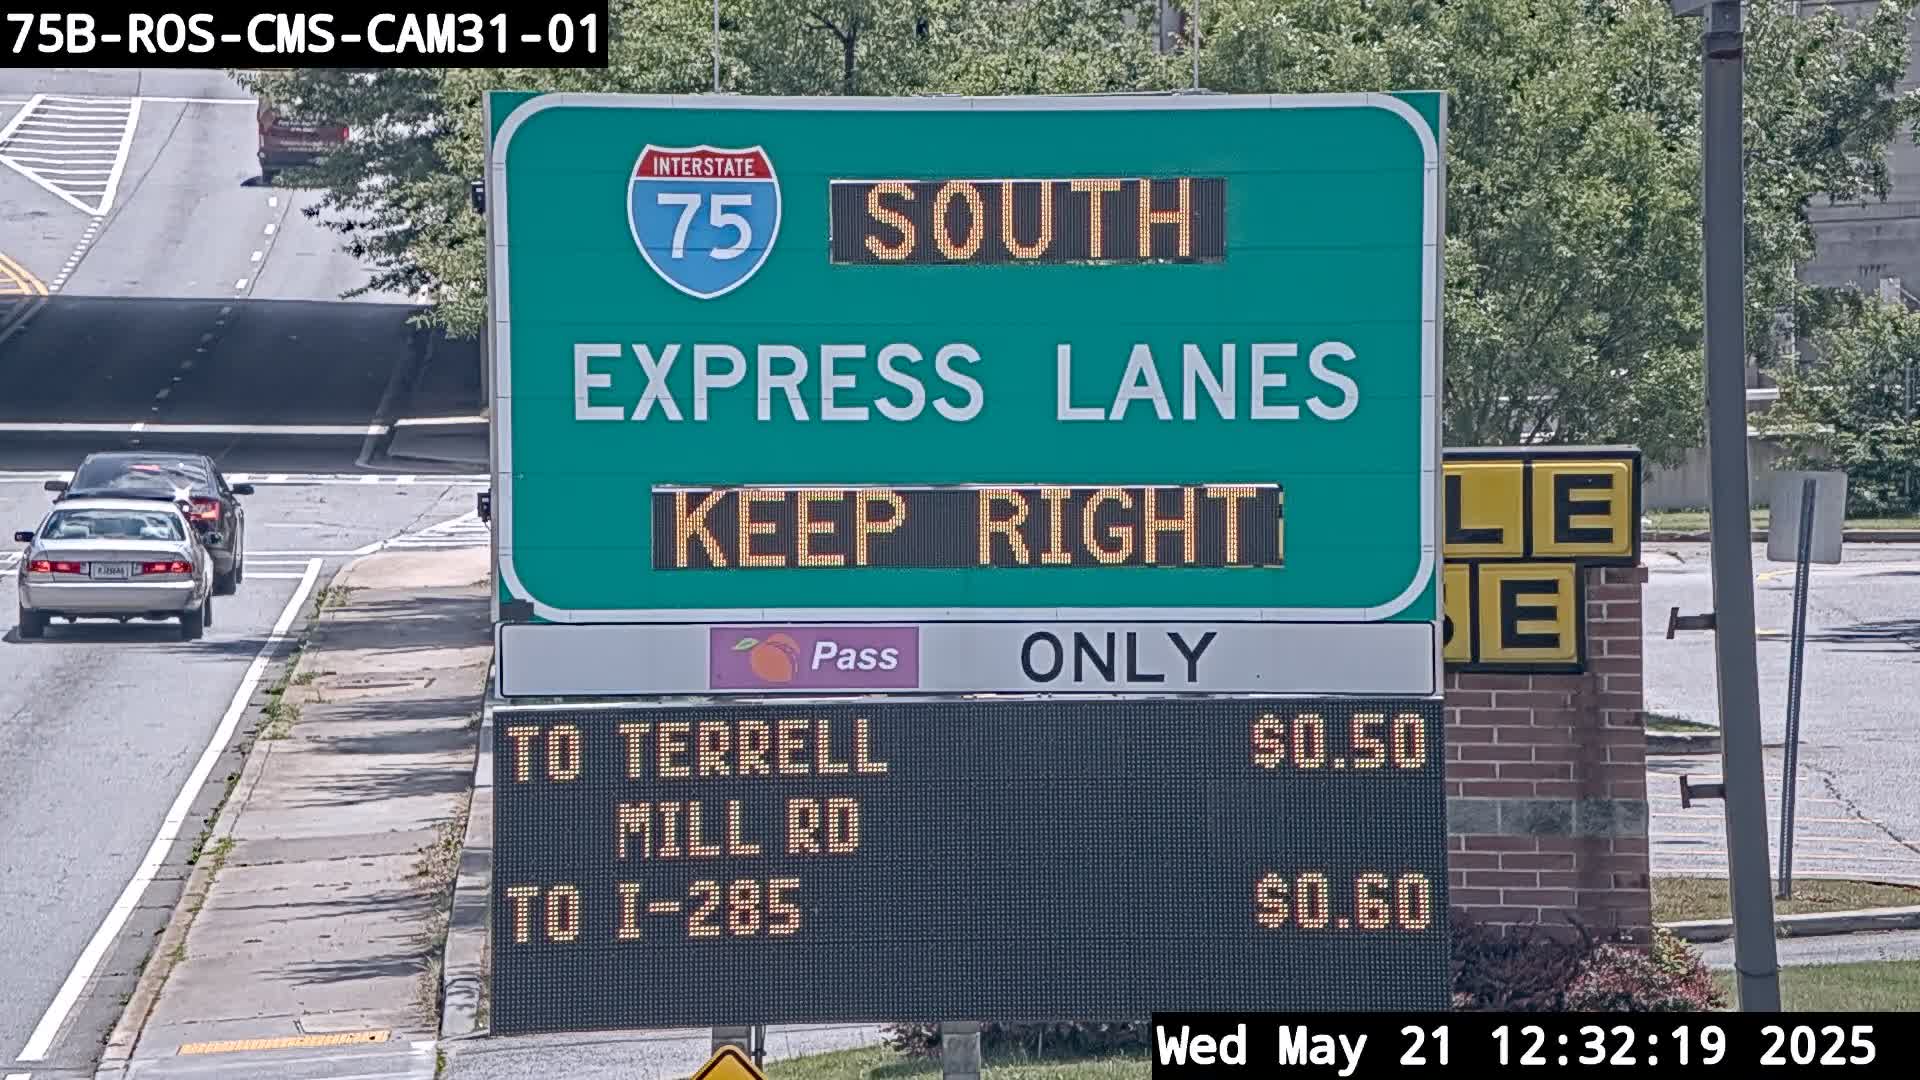 75B-ROS-CMS-CAM31-01
INTERSTATE
75
SOUTH
EXPRESS LANES
KEEP RIGHT
Pass ONLY
LE
E
TO TERRELL $0.50
MILL RD
TO I-285 $0.60
Wed May 21 12:32:19 2025